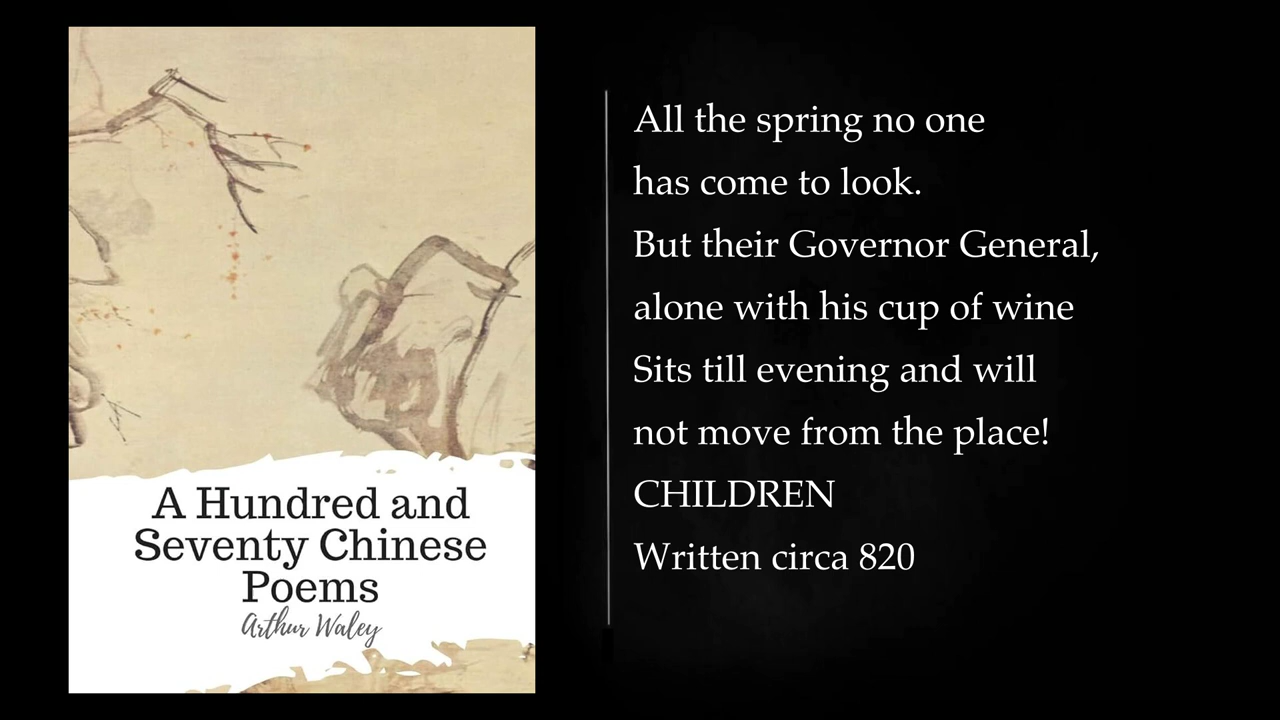 A Hundred and
Seventy Chinese
Poems
Arthur Waley
All the spring no one
has come to look.
But their Governor General,
alone with his cup of wine
Sits till evening and will
not move from the place!
CHILDREN
Written circa 820